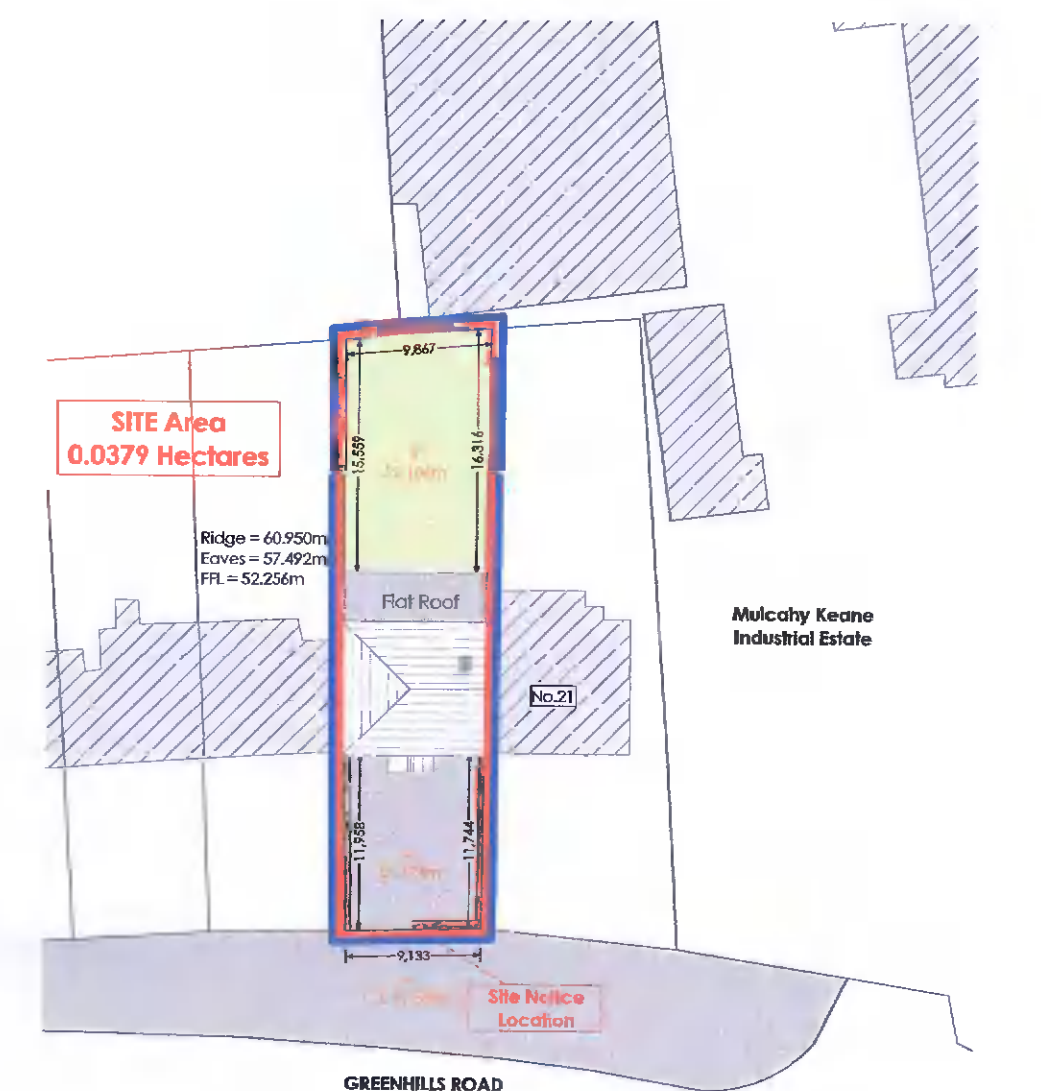 9,867
SITE Area
0.0379 Hectares
15,559
16,316
Ridge = 60.950m
Eaves = 57.492m
FFL = 52.256m
Flat Roof
Mulcahy Keane
Industrial Estate
No.21
11,958
11,744
9,133
Site Notice
Location
GREENHILLS ROAD